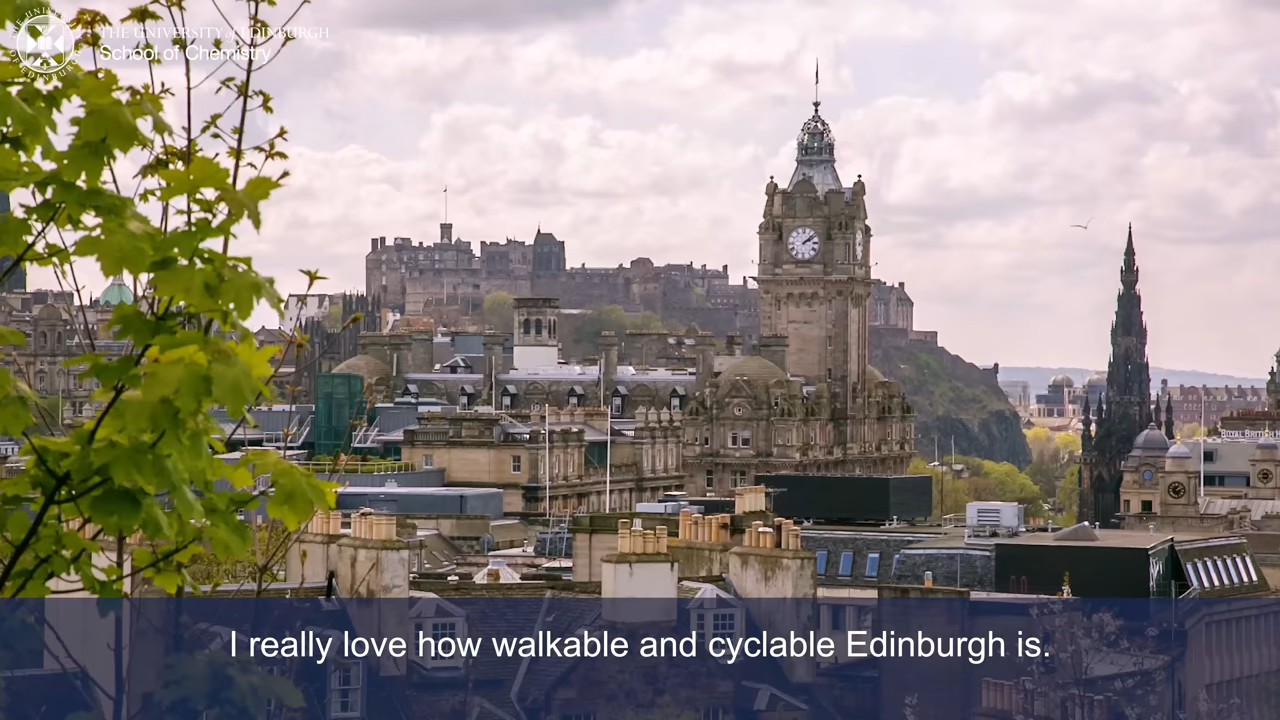 THE UNIVERSITY of EDINBURGH
School of Chemistry
I really love how walkable and cyclable Edinburgh is.